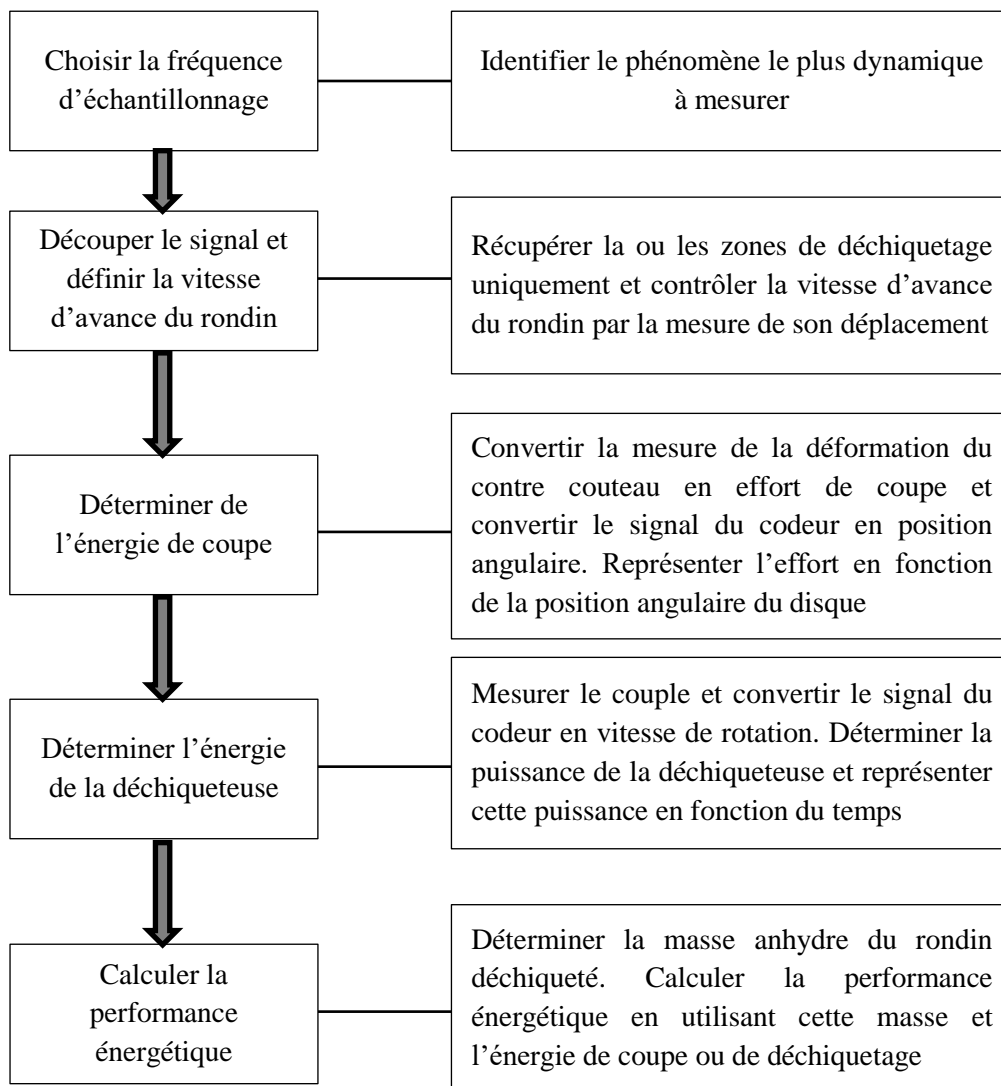 Choisir la fréquence
d’échantillonnage
Identifier le phénomène le plus dynamique
à mesurer
Découper le signal et
définir la vitesse
d’avance du rondin
Récupérer la ou les zones de déchiquetage
uniquement et contrôler la vitesse d’avance
du rondin par la mesure de son déplacement
Déterminer de
l’énergie de coupe
Convertir la mesure de la déformation du
contre couteau en effort de coupe et
convertir le signal du codeur en position
angulaire. Représenter l’effort en fonction
de la position angulaire du disque
Déterminer l’énergie
de la déchiqueteuse
Mesurer le couple et convertir le signal du
codeur en vitesse de rotation. Déterminer la
puissance de la déchiqueteuse et représenter
cette puissance en fonction du temps
Calculer la
performance
énergétique
Déterminer la masse anhydre du rondin
déchiqueté. Calculer la performance
énergétique en utilisant cette masse et
l’énergie de coupe ou de déchiquetage